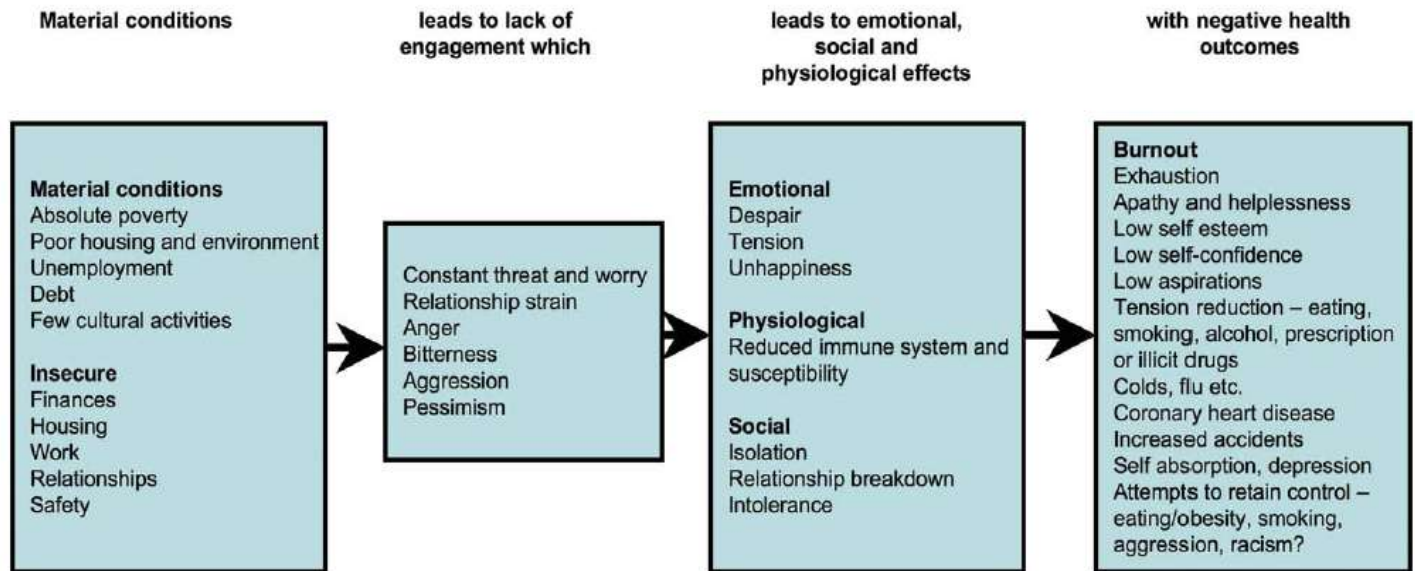 Material conditions
leads to lack of
engagement which
leads to emotional,
social and
physiological effects
with negative health
outcomes
Material conditions
Absolute poverty
Poor housing and environment
Unemployment
Debt
Few cultural activities
Insecure
Finances
Housing
Work
Relationships
Safety
Constant threat and worry
Relationship strain
Anger
Bitterness
Aggression
Pessimism
Emotional
Despair
Tension
Unhappiness
Physiological
Reduced immune system and
susceptibility
Social
Isolation
Relationship breakdown
Intolerance
Burnout
Exhaustion
Apathy and helplessness
Low self esteem
Low self-confidence
Low aspirations
Tension reduction – eating,
smoking, alcohol, prescription
or illicit drugs
Colds, flu etc.
Coronary heart disease
Increased accidents
Self absorption, depression
Attempts to retain control –
eating/obesity, smoking,
aggression, racism?